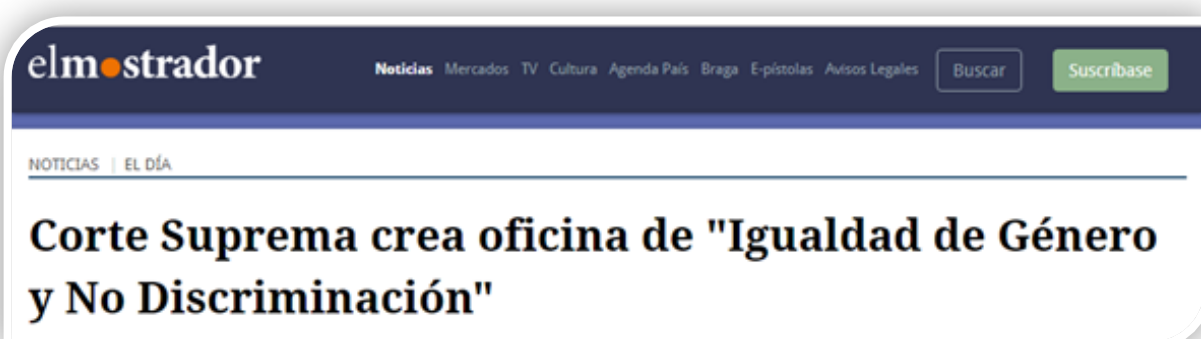 elmostrador
Noticias Mercados TV Cultura Agenda País Braga E-pístolas Avisos Legales Buscar Suscríbase
NOTICIAS | EL DÍA
Corte Suprema crea oficina de "Igualdad de Género
y No Discriminación"